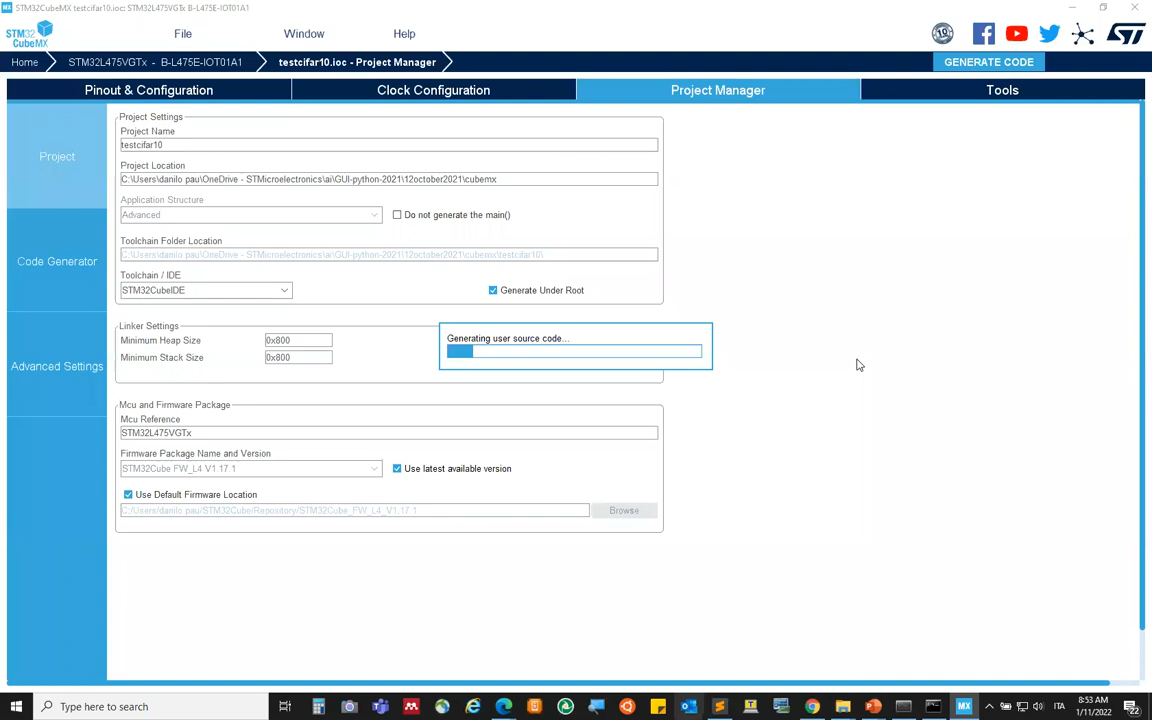 MX STM32CubeMX testcifar10.ioc: STM32L475VGTx B-L475E-IOT01A1
STM32 CubeMX
File Window Help
10
Home STM32L475VGTx - B-L475E-IOT01A1 testcifar10.ioc - Project Manager GENERATE CODE
Pinout & Configuration Clock Configuration Project Manager Tools
Project
Code Generator
Advanced Settings
Project Settings
Project Name
testcifar10
Project Location
C:\Users\danilo pau\OneDrive - STMicroelectronics\ai\GUI-python-2021\12october2021\cubemx
Application Structure
Advanced Do not generate the main()
Toolchain Folder Location
C:\Users\danilo pau\OneDrive - STMicroelectronics\ai\GUI-python-2021\12october2021\cubemx\testcifar10\
Toolchain / IDE
STM32CubeIDE Generate Under Root
Linker Settings
Minimum Heap Size 0x800
Minimum Stack Size 0x800
Generating user source code...
Mcu and Firmware Package
Mcu Reference
STM32L475VGTx
Firmware Package Name and Version
STM32Cube FW_L4 V1.17.1 Use latest available version
Use Default Firmware Location
C:/Users/danilo pau/STM32Cube/Repository/STM32Cube_FW_L4_V1.17.1 Browse
Type here to search
MX
ITA
8:53 AM
1/11/2022
22